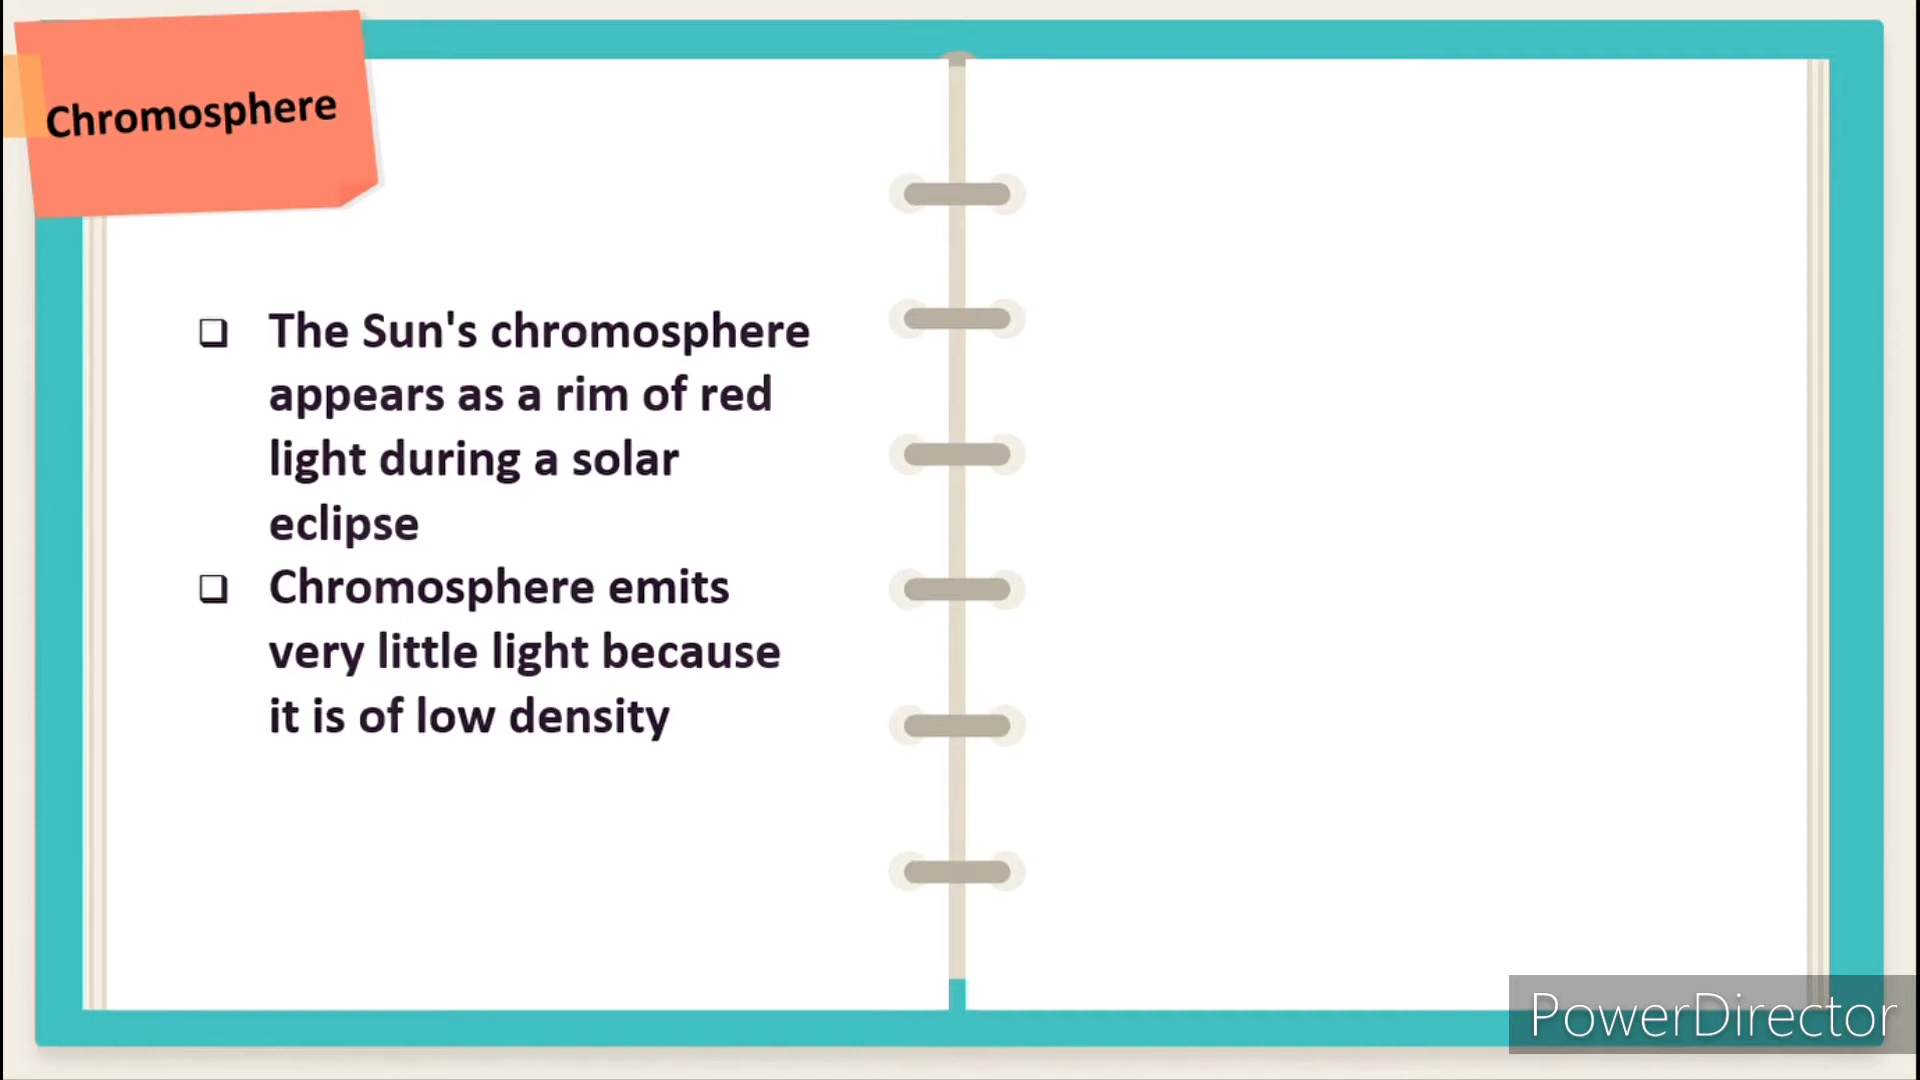 Chromosphere
❑ The Sun's chromosphere
appears as a rim of red
light during a solar
eclipse
❑ Chromosphere emits
very little light because
it is of low density
PowerDirector